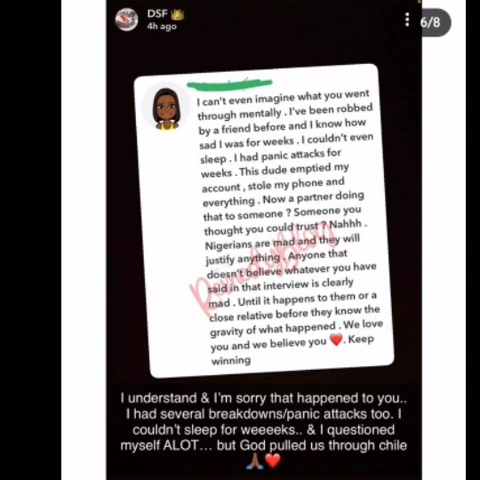 DSF
4h ago
6/8
I can't even imagine what you went
through mentally . I've been robbed
by a friend before and I know how
sad I was for weeks . I couldn't even
sleep . I had panic attacks for
weeks . This dude emptied my
account , stole my phone and
everything . Now a partner doing
that to someone ? Someone you
thought you could trust ? Nahhh .
Nigerians are mad and they will
justify anything . Anyone that
doesn't believe whatever you have
said in that interview is clearly
mad . Until it happens to them or a
close relative before they know the
gravity of what happened . We love
you and we believe you ❤️. Keep
winning
I understand & I'm sorry that happened to you..
I had several breakdowns/panic attacks too. I
couldn't sleep for weeeeks.. & I questioned
myself ALOT... but God pulled us through chile
🙏🏾❤️